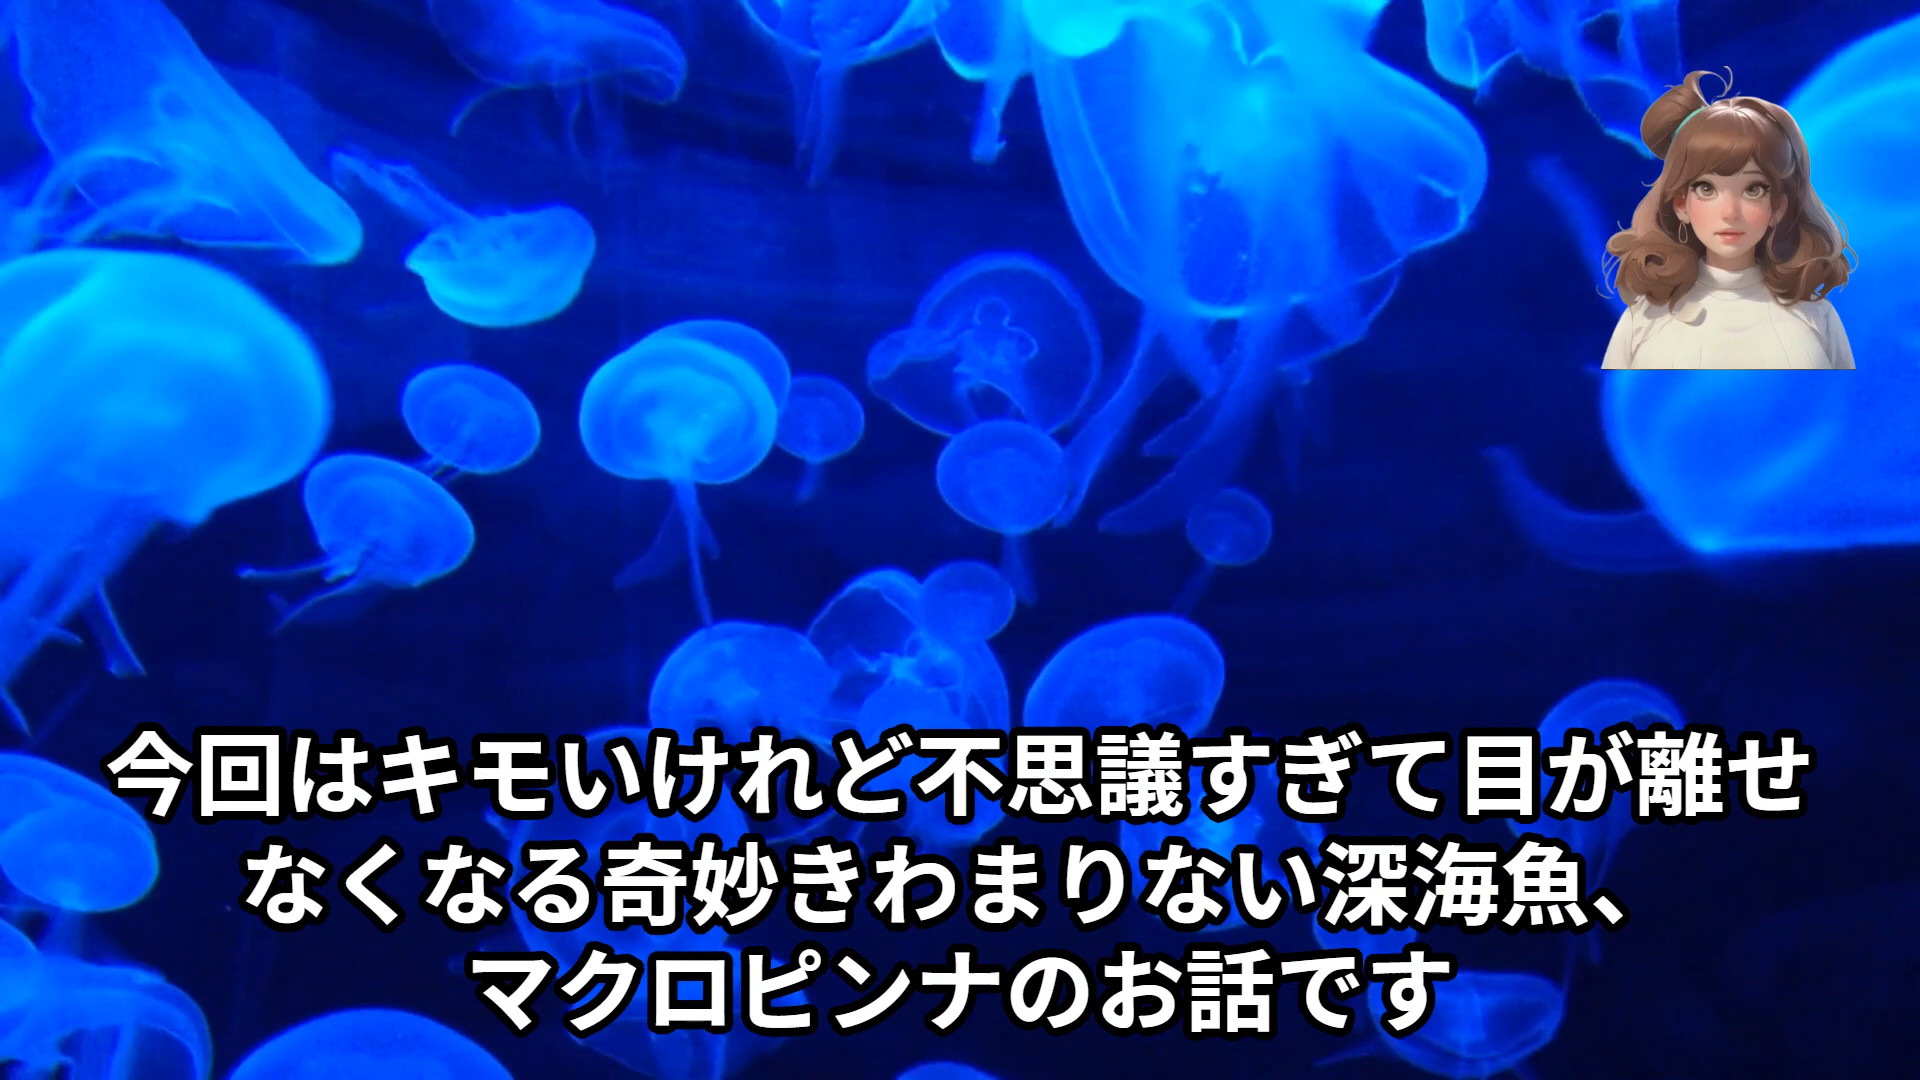 今回はキモいけれど不思議すぎて目が離せ
なくなる奇妙きわまりない深海魚、
マクロピンナのお話です